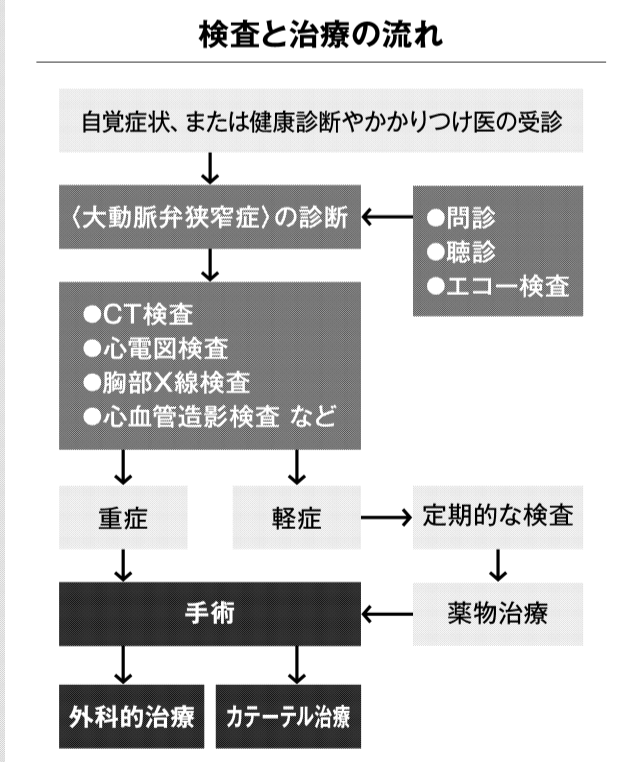 検査と治療の流れ
自覚症状、または健康診断やかかりつけ医の受診
〈大動脈弁狭窄症〉の診断
●問診
●聴診
●エコー検査
●CT検査
●心電図検査
●胸部X線検査
●心血管造影検査 など
重症
軽症
定期的な検査
手術
薬物治療
外科的治療
カテーテル治療